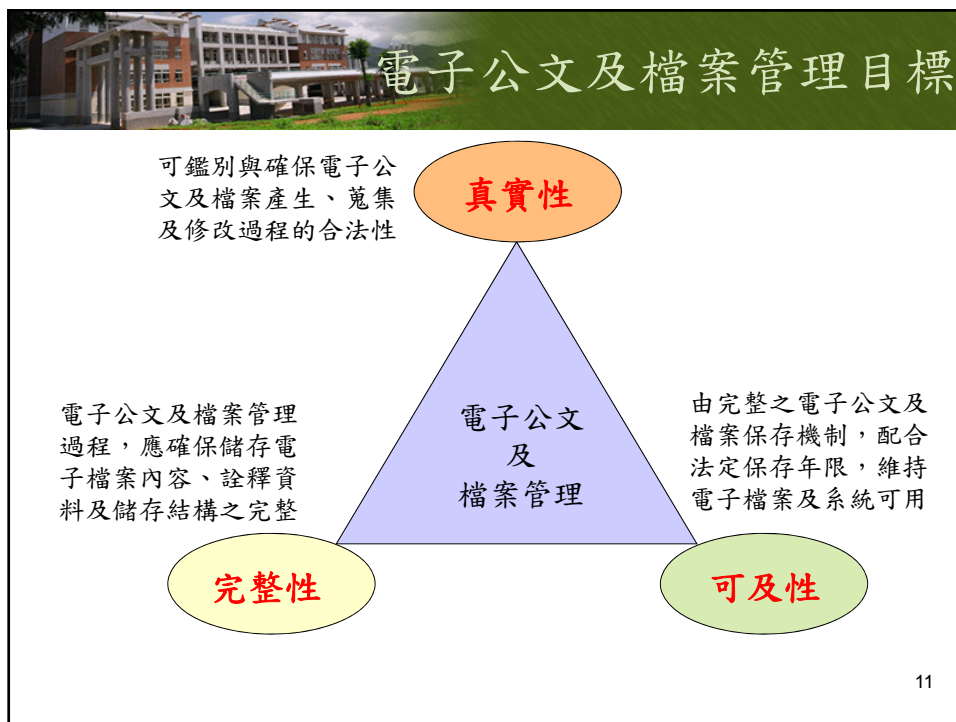 電子公文及檔案管理目標
可鑑別與確保電子公
文及檔案產生、蒐集
及修改過程的合法性
真實性
電子公文及檔案管理
過程，應確保儲存電
子檔案內容、詮釋資
料及儲存結構之完整
電子公文
及
檔案管理
由完整之電子公文及
檔案保存機制，配合
法定保存年限，維持
電子檔案及系統可用
完整性
可及性
11